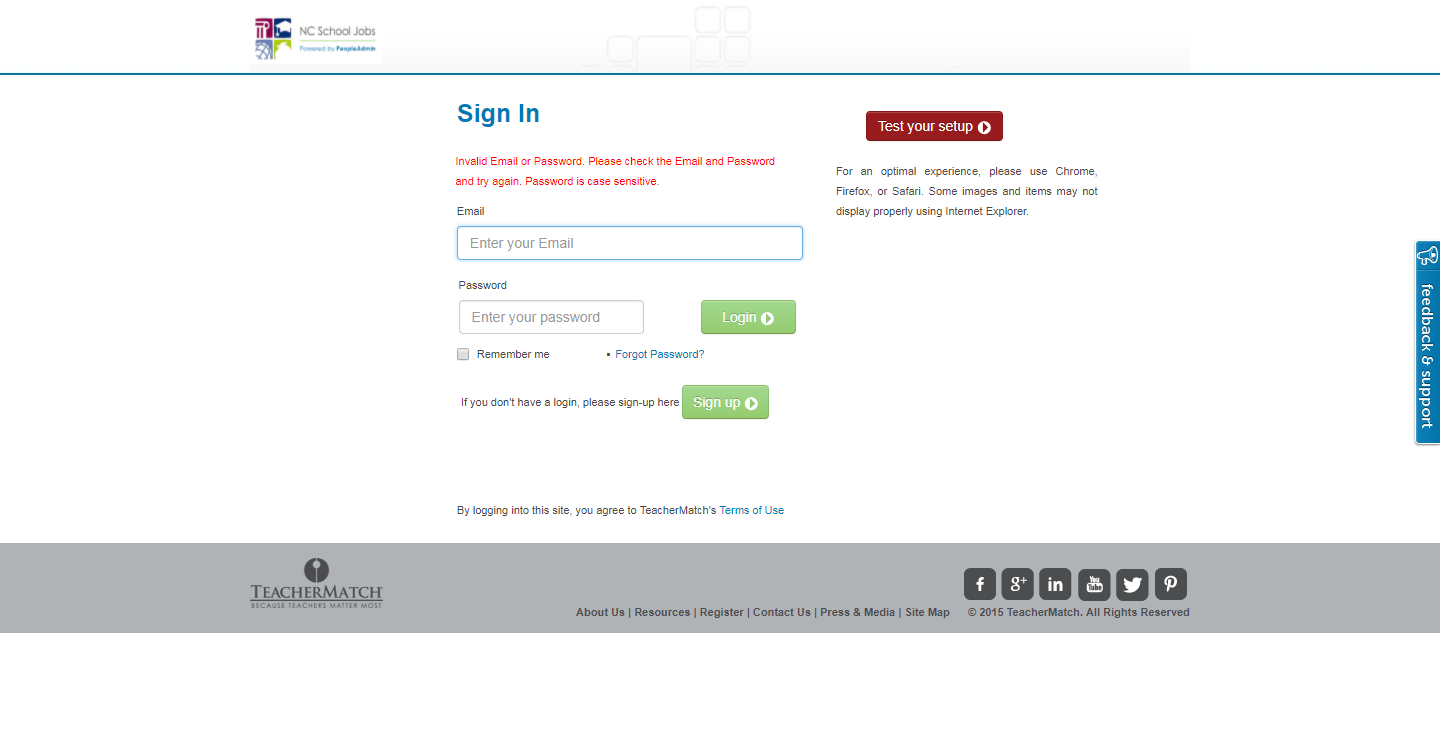 NC School Jobs
Powered by PeopleAdmin
Sign In
Invalid Email or Password. Please check the Email and Password
and try again. Password is case sensitive.
Email
Enter your Email
Password
Enter your password
Login
Remember me
▪ Forgot Password?
If you don't have a login, please sign-up here
Sign up
By logging into this site, you agree to TeacherMatch's Terms of Use
Test your setup
For an optimal experience, please use Chrome,
Firefox, or Safari. Some images and items may not
display properly using Internet Explorer.
feedback & support
TEACHERMATCH
BECAUSE TEACHERS MATTER MOST
f
g+
in
You
Tube
About Us | Resources | Register | Contact Us | Press & Media | Site Map
© 2015 TeacherMatch. All Rights Reserved